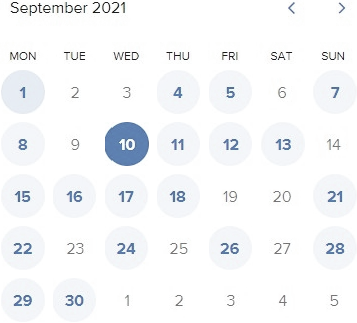 September 2021
MON TUE WED THU FRI SAT SUN
1 2 3 4 5 6 7
8 9 10 11 12 13 14
15 16 17 18 19 20 21
22 23 24 25 26 27 28
29 30 1 2 3 4 5